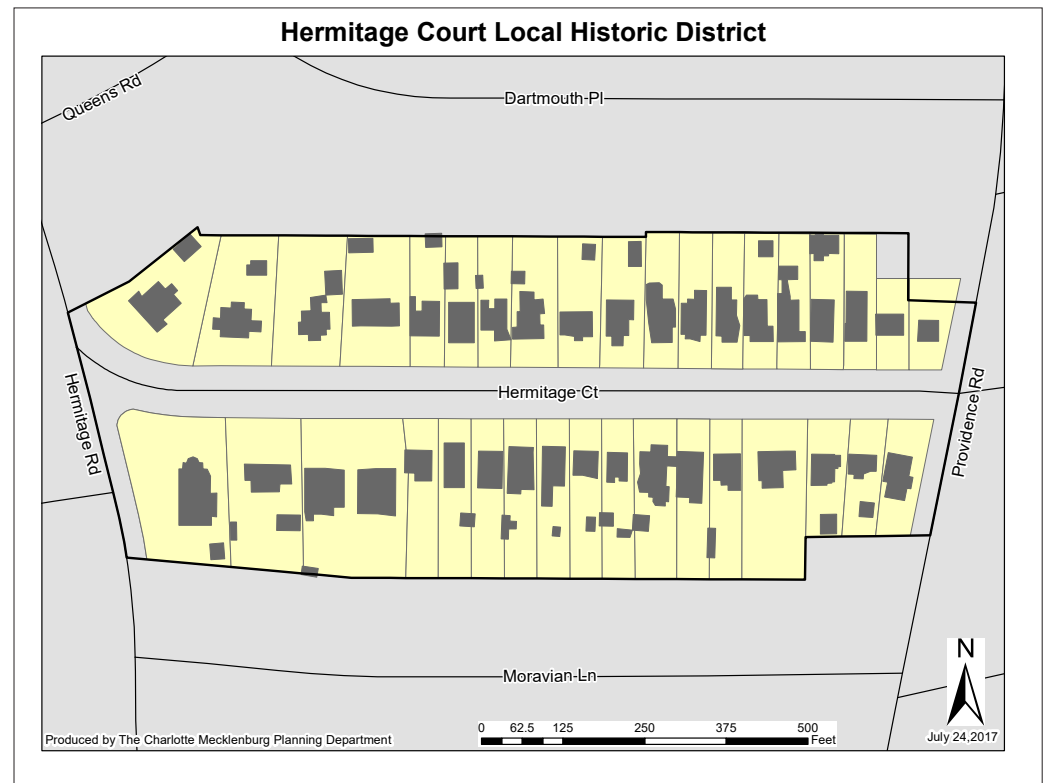 Hermitage Court Local Historic District
Queens Rd
Dartmouth Pl
Hermitage Ct
Hermitage Rd
Providence Rd
Moravian Ln
N
0 62.5 125 250 375 500
Feet
Produced by The Charlotte Mecklenburg Planning Department
July 24,2017